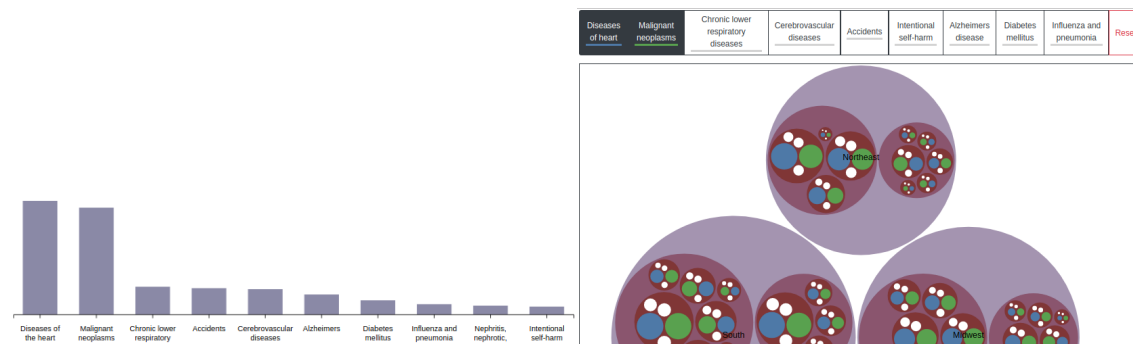 Diseases of heart
Malignant neoplasms
Chronic lower respiratory diseases
Cerebrovascular diseases
Accidents
Intentional self-harm
Alzheimers disease
Diabetes mellitus
Influenza and pneumonia
Rese
Northeast
South
Midwest
Diseases of the heart
Malignant neoplasms
Chronic lower respiratory
Accidents
Cerebrovascular diseases
Alzheimers
Diabetes mellitus
Influenza and pneumonia
Nephritis, nephrotic,
Intentional self-harm